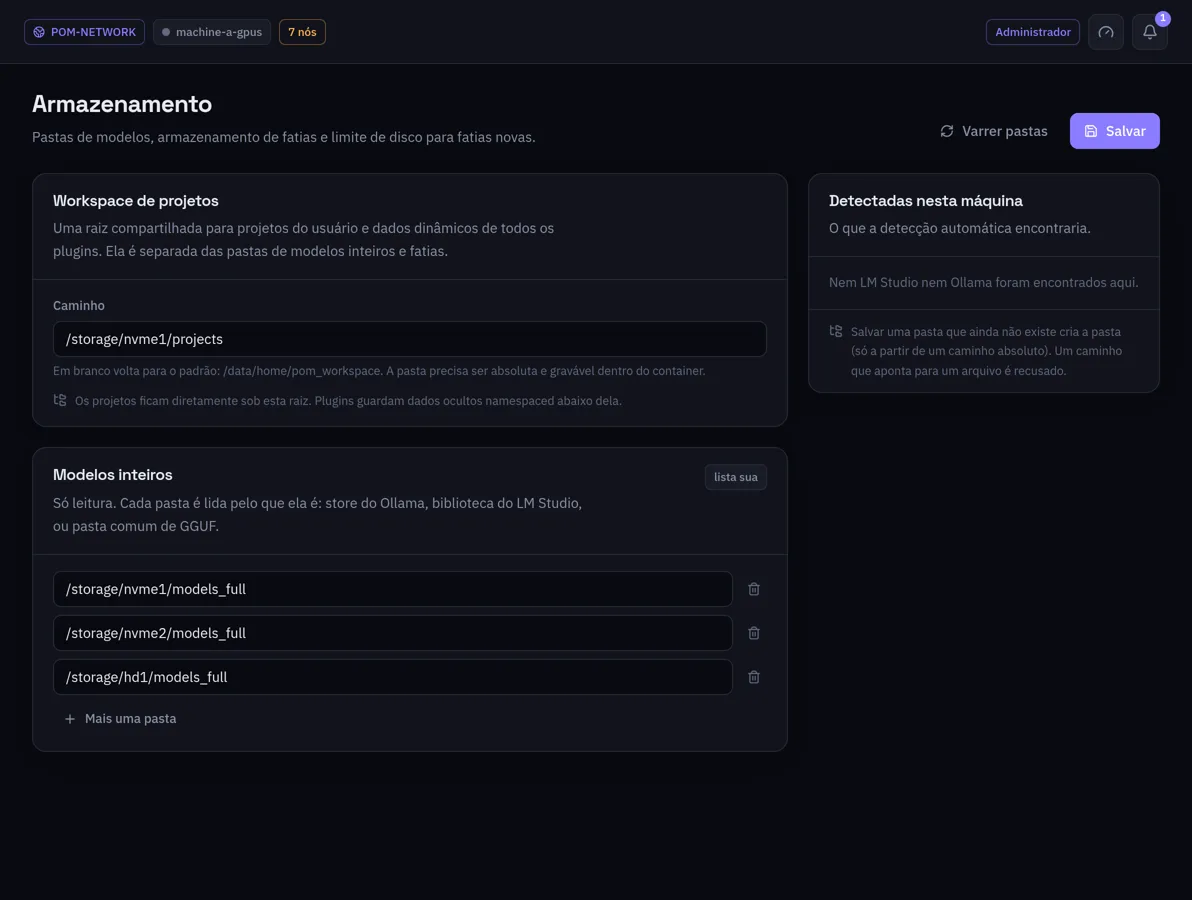 POM-NETWORK
machine-a-gpus
7 nós
Administrador
1
Armazenamento
Pastas de modelos, armazenamento de fatias e limite de disco para fatias novas.
Varrer pastas
Salvar
Workspace de projetos
Uma raiz compartilhada para projetos do usuário e dados dinâmicos de todos os
plugins. Ela é separada das pastas de modelos inteiros e fatias.
Caminho
/storage/nvme1/projects
Em branco volta para o padrão: /data/home/pom_workspace. A pasta precisa ser absoluta e gravável dentro do container.
Os projetos ficam diretamente sob esta raiz. Plugins guardam dados ocultos namespaced abaixo dela.
Detectadas nesta máquina
O que a detecção automática encontraria.
Nem LM Studio nem Ollama foram encontrados aqui.
Salvar uma pasta que ainda não existe cria a pasta
(só a partir de um caminho absoluto). Um caminho
que aponta para um arquivo é recusado.
Modelos inteiros
lista sua
Só leitura. Cada pasta é lida pelo que ela é: store do Ollama, biblioteca do LM Studio,
ou pasta comum de GGUF.
/storage/nvme1/models_full
/storage/nvme2/models_full
/storage/hd1/models_full
Mais uma pasta